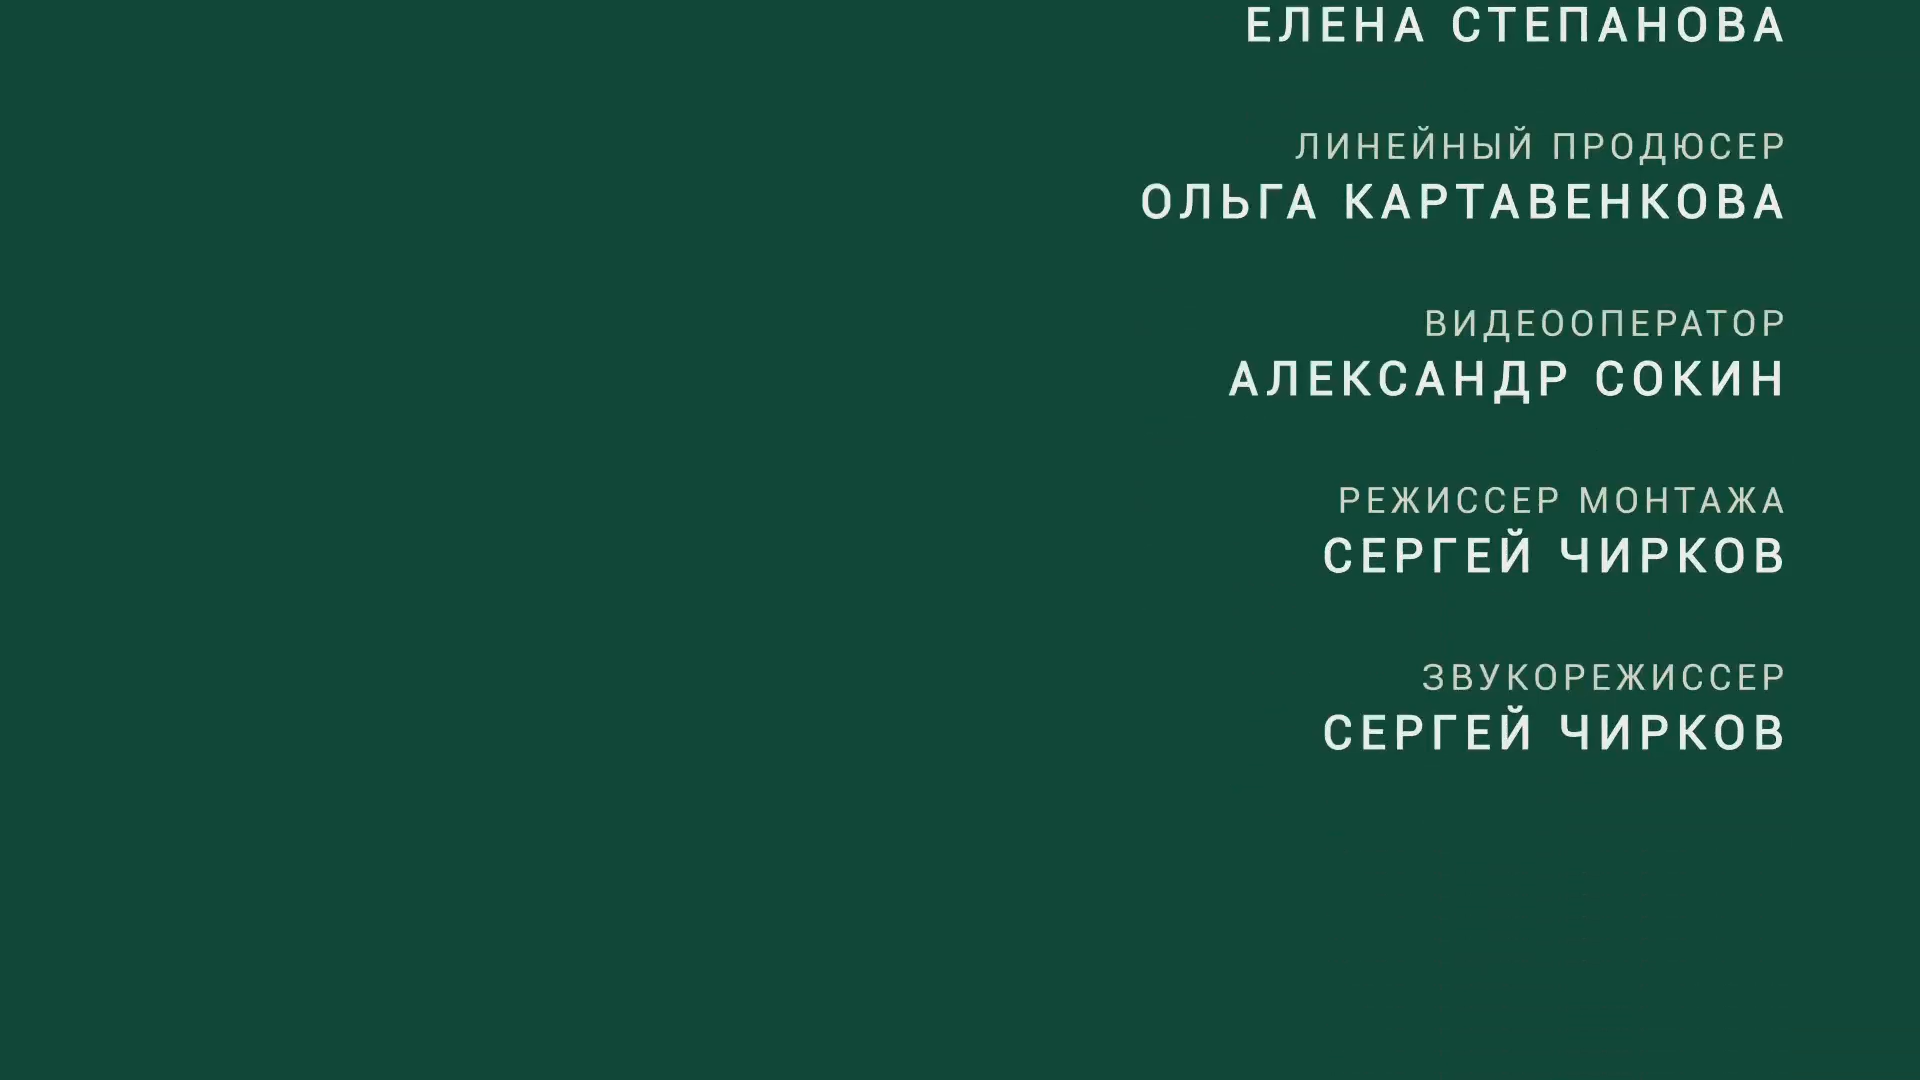 ЕЛЕНА СТЕПАНОВА
ЛИНЕЙНЫЙ ПРОДЮСЕР
ОЛЬГА КАРТАВЕНКОВА
ВИДЕООПЕРАТОР
АЛЕКСАНДР СОКИН
РЕЖИССЕР МОНТАЖА
СЕРГЕЙ ЧИРКОВ
ЗВУКОРЕЖИССЕР
СЕРГЕЙ ЧИРКОВ